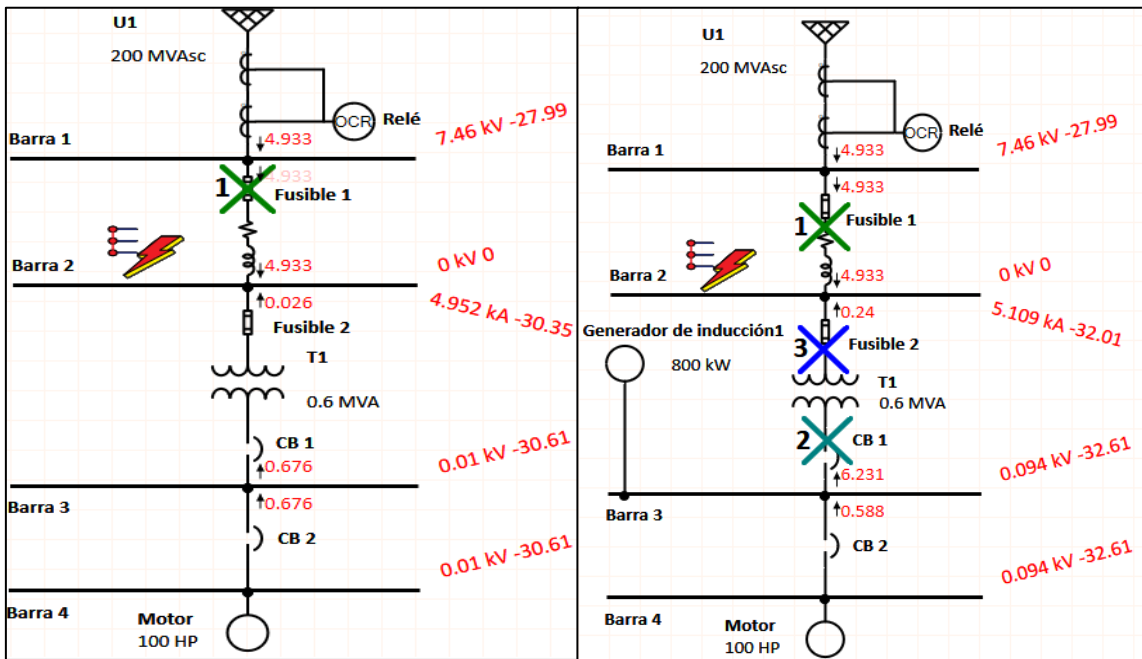 U1
200 MVAsc
OCR
Relé
4.933
7.46 kV -27.99
Barra 1
4.933
1
Fusible 1
Barra 2
4.933
0 kV 0
0.026
4.952 kA -30.35
Fusible 2
T1
0.6 MVA
CB 1
0.676
0.01 kV -30.61
Barra 3
0.676
CB 2
0.01 kV -30.61
Barra 4
Motor
100 HP
U1
200 MVAsc
OCR
Relé
4.933
7.46 kV -27.99
Barra 1
4.933
1
Fusible 1
Barra 2
4.933
0 kV 0
0.24
5.109 kA -32.01
Generador de inducción1
3
Fusible 2
800 kW
T1
0.6 MVA
2
CB 1
6.231
0.094 kV -32.61
Barra 3
0.588
CB 2
0.094 kV -32.61
Barra 4
Motor
100 HP